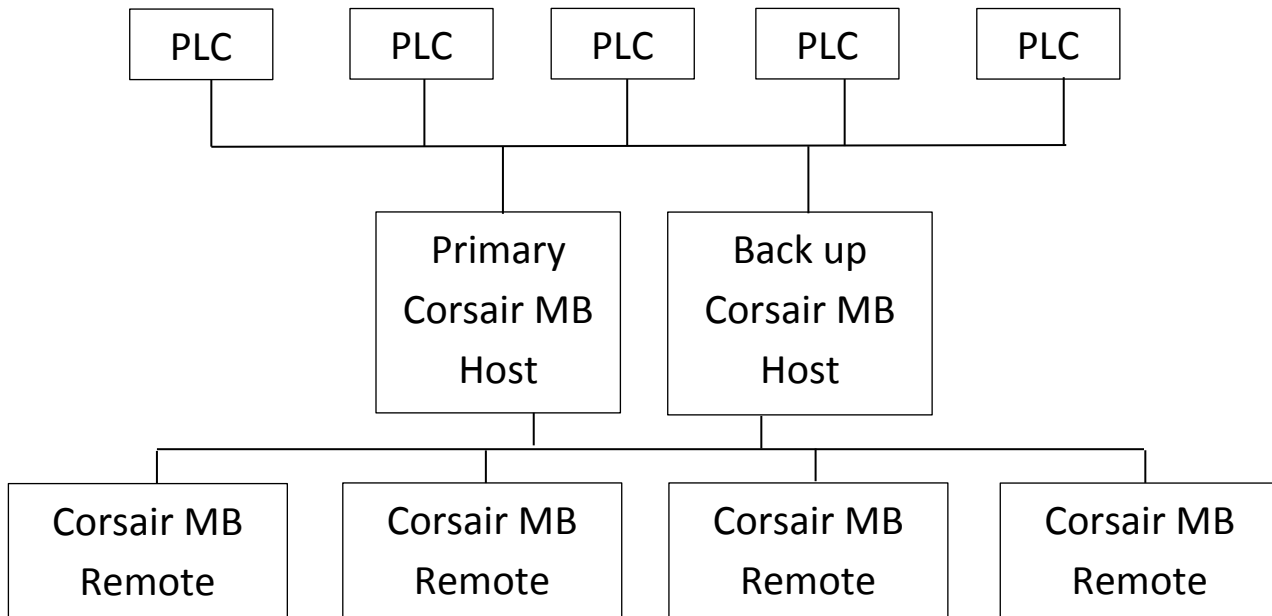 PLC
PLC
PLC
PLC
PLC
Primary
Corsair MB
Host
Back up
Corsair MB
Host
Corsair MB
Remote
Corsair MB
Remote
Corsair MB
Remote
Corsair MB
Remote